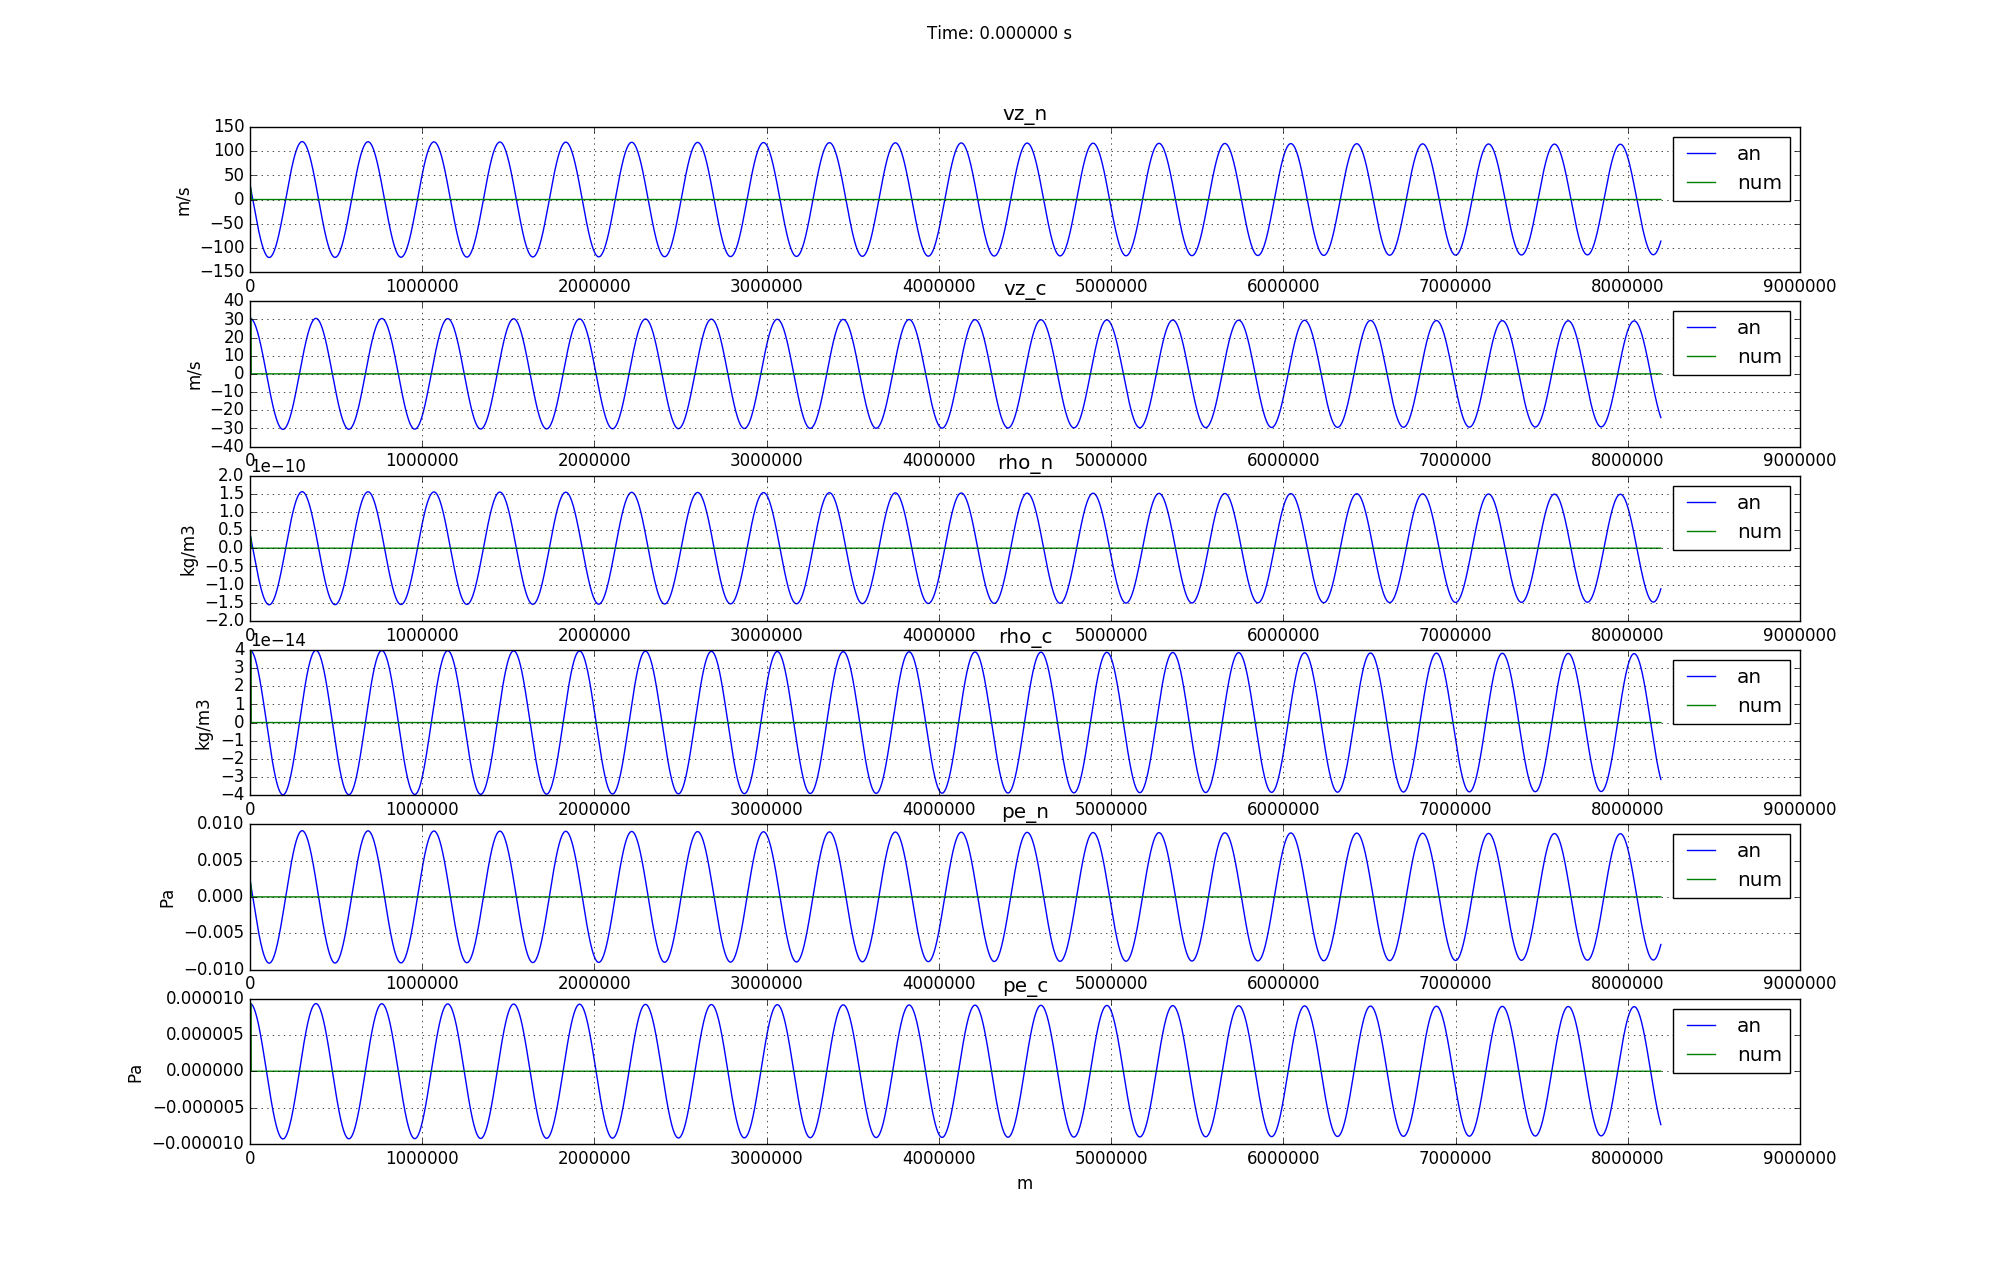 Time: 0.000000 s
vz_n
150
100
50
0
−50
−100
−150
m/s
an
num
0 1000000 2000000 3000000 4000000 5000000 6000000 7000000 8000000 9000000
vz_c
40
30
20
10
0
−10
−20
−30
−40
m/s
an
num
0 1000000 2000000 3000000 4000000 5000000 6000000 7000000 8000000 9000000
1e−10
rho_n
2.0
1.5
1.0
0.5
0.0
−0.5
−1.0
−1.5
−2.0
kg/m3
an
num
0 1000000 2000000 3000000 4000000 5000000 6000000 7000000 8000000 9000000
1e−14
rho_c
4
3
2
1
0
−1
−2
−3
−4
kg/m3
an
num
0 1000000 2000000 3000000 4000000 5000000 6000000 7000000 8000000 9000000
pe_n
0.010
0.005
0.000
−0.005
−0.010
Pa
an
num
0 1000000 2000000 3000000 4000000 5000000 6000000 7000000 8000000 9000000
pe_c
0.000010
0.000005
0.000000
−0.000005
−0.000010
Pa
an
num
0 1000000 2000000 3000000 4000000 5000000 6000000 7000000 8000000 9000000
m